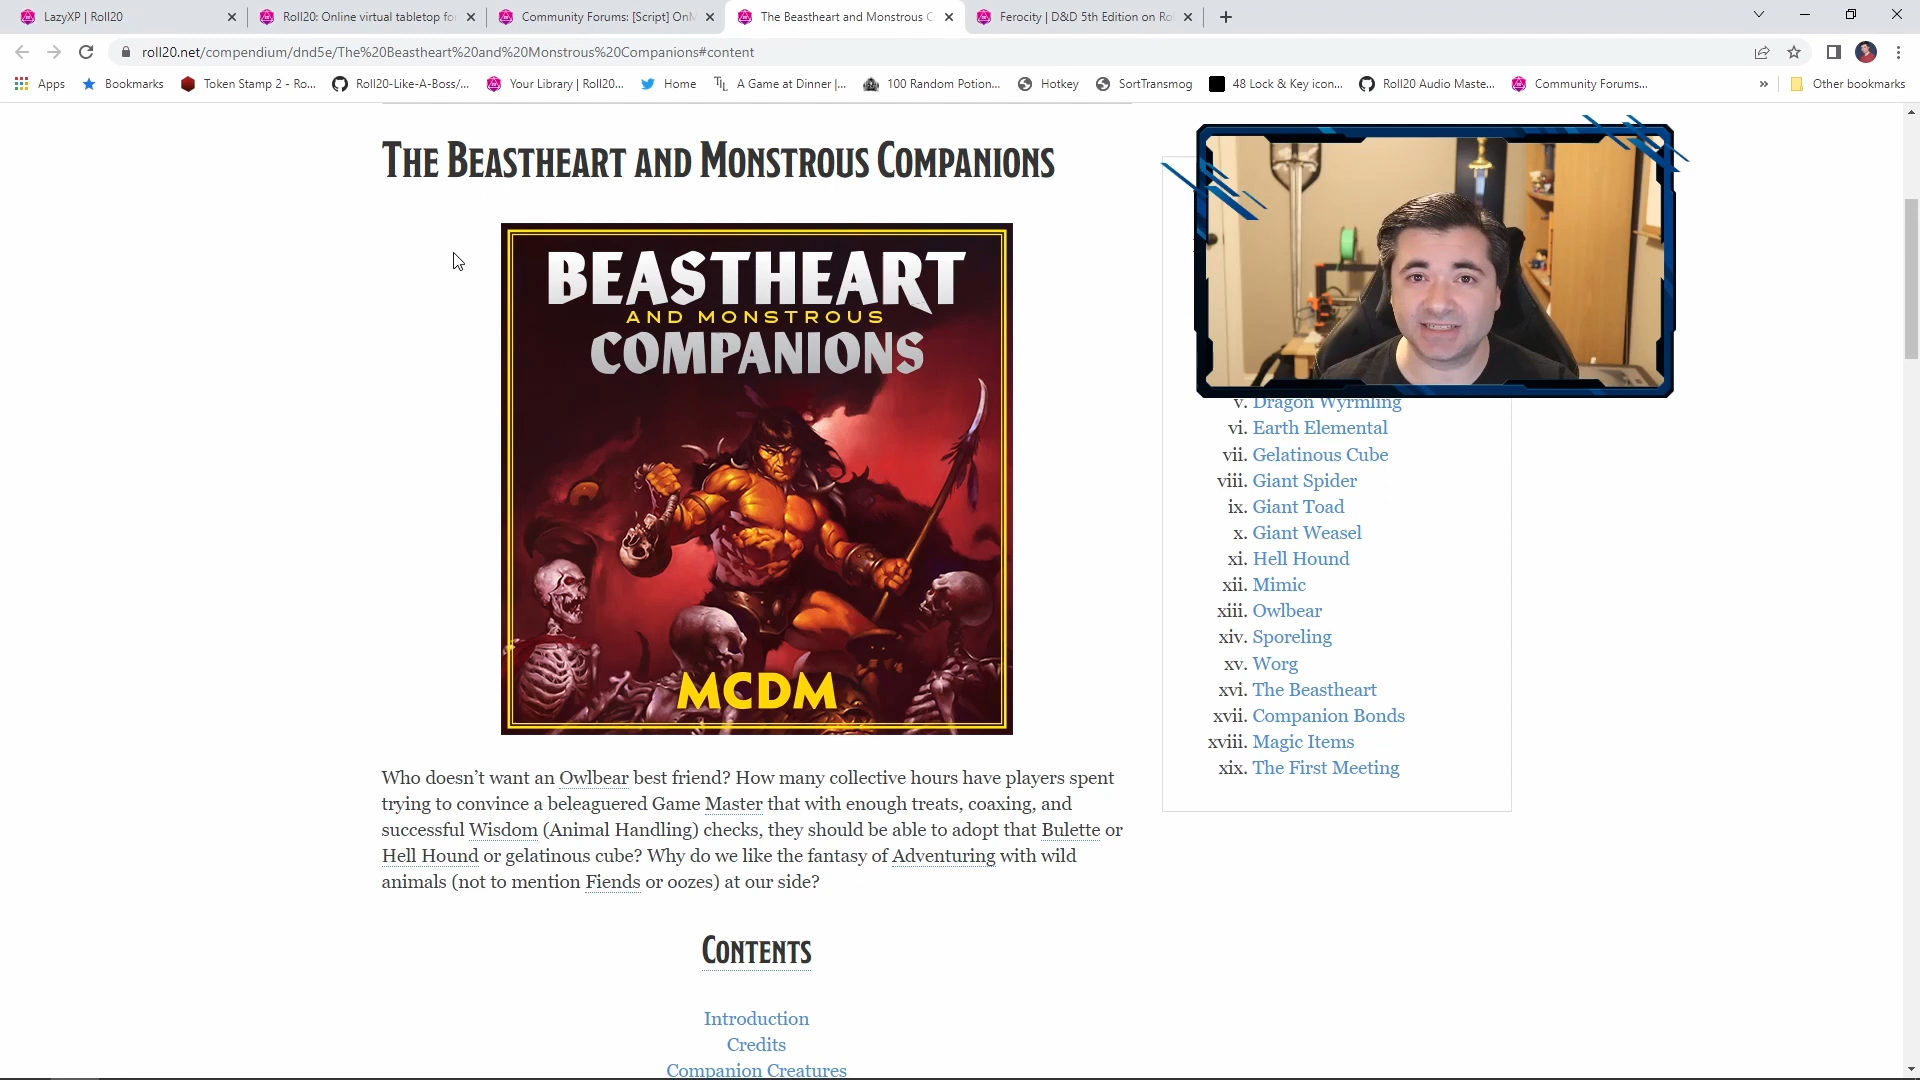 LazyXP | Roll20
Roll20: Online virtual tabletop fo
Community Forums: [Script] OnM
The Beastheart and Monstrous C
Ferocity | D&D 5th Edition on Ro
roll20.net/compendium/dnd5e/The%20Beastheart%20and%20Monstrous%20Companions#content
Apps
Bookmarks
Token Stamp 2 - Ro...
Roll20-Like-A-Boss/...
Your Library | Roll20...
Home
A Game at Dinner |...
100 Random Potion...
Hotkey
SortTransmog
48 Lock & Key icon...
Roll20 Audio Maste...
Community Forums...
»
Other bookmarks
The Beastheart and Monstrous Companions
BEASTHEART
AND MONSTROUS
COMPANIONS
MCDM
v. Dragon Wyrmling
vi. Earth Elemental
vii. Gelatinous Cube
viii. Giant Spider
ix. Giant Toad
x. Giant Weasel
xi. Hell Hound
xii. Mimic
xiii. Owlbear
xiv. Sporeling
xv. Worg
xvi. The Beastheart
xvii. Companion Bonds
xviii. Magic Items
xix. The First Meeting
Who doesn’t want an Owlbear best friend? How many collective hours have players spent
trying to convince a beleaguered Game Master that with enough treats, coaxing, and
successful Wisdom (Animal Handling) checks, they should be able to adopt that Bulette or
Hell Hound or gelatinous cube? Why do we like the fantasy of Adventuring with wild
animals (not to mention Fiends or oozes) at our side?
Contents
Introduction
Credits
Companion Creatures